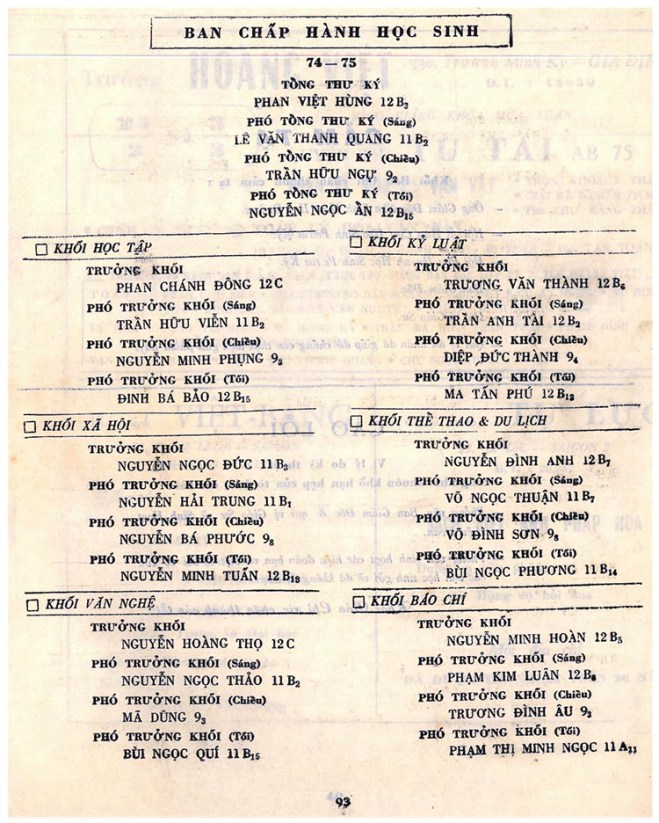 BAN CHẤP HÀNH HỌC SINH
74 — 75
TỔNG THƯ KÝ
PHAN VIỆT HÙNG 12B₃
PHÓ TỔNG THƯ KÝ (Sáng)
LÊ VĂN THANH QUANG 11B₂
PHÓ TỔNG THƯ KÝ (Chiều)
TRẦN HỮU NGỰ 9₂
PHÓ TỔNG THƯ KÝ (Tối)
NGUYỄN NGỌC ẨN 12B₁₅
☐ KHỐI HỌC TẬP
TRƯỞNG KHỐI
PHAN CHÁNH ĐÔNG 12C
PHÓ TRƯỞNG KHỐI (Sáng)
TRẦN HỮU VIỄN 11B₂
PHÓ TRƯỞNG KHỐI (Chiều)
NGUYỄN MINH PHỤNG 9₃
PHÓ TRƯỞNG KHỐI (Tối)
ĐINH BÁ BẢO 12B₁₅
☐ KHỐI KỶ LUẬT
TRƯỞNG KHỐI
TRƯƠNG VĂN THÀNH 12B₆
PHÓ TRƯỞNG KHỐI (Sáng)
TRẦN ANH TÀI 12B₂
PHÓ TRƯỞNG KHỐI (Chiều)
DIỆP ĐỨC THÀNH 9₄
PHÓ TRƯỞNG KHỐI (Tối)
MA TẤN PHÚ 12B₁₃
☐ KHỐI XÃ HỘI
TRƯỞNG KHỐI
NGUYỄN NGỌC ĐỨC 11B₃
PHÓ TRƯỞNG KHỐI (Sáng)
NGUYỄN HẢI TRUNG 11B₁
PHÓ TRƯỞNG KHỐI (Chiều)
NGUYỄN BÁ PHƯỚC 9₈
PHÓ TRƯỞNG KHỐI (Tối)
NGUYỄN MINH TUẤN 12B₁₃
☐ KHỐI THỂ THAO & DU LỊCH
TRƯỞNG KHỐI
NGUYỄN ĐÌNH ANH 12B₇
PHÓ TRƯỞNG KHỐI (Sáng)
VÕ NGỌC THUẬN 11B₇
PHÓ TRƯỞNG KHỐI (Chiều)
VÕ ĐÌNH SƠN 9₈
PHÓ TRƯỞNG KHỐI (Tối)
BÙI NGỌC PHƯƠNG 11B₁₄
☐ KHỐI VĂN NGHỆ
TRƯỞNG KHỐI
NGUYỄN HOÀNG THỌ 12C
PHÓ TRƯỞNG KHỐI (Sáng)
NGUYỄN NGỌC THẢO 11B₂
PHÓ TRƯỞNG KHỐI (Chiều)
MÃ DŨNG 9₃
PHÓ TRƯỞNG KHỐI (Tối)
BÙI NGỌC QUÍ 11B₁₅
☐ KHỐI BÁO CHÍ
TRƯỞNG KHỐI
NGUYỄN MINH HOÀN 12B₅
PHÓ TRƯỞNG KHỐI (Sáng)
PHẠM KIM LUÂN 12B₆
PHÓ TRƯỞNG KHỐI (Chiều)
TRƯƠNG ĐÌNH ÂU 9₃
PHÓ TRƯỞNG KHỐI (Tối)
PHẠM THỊ MINH NGỌC 11A₁₁
93